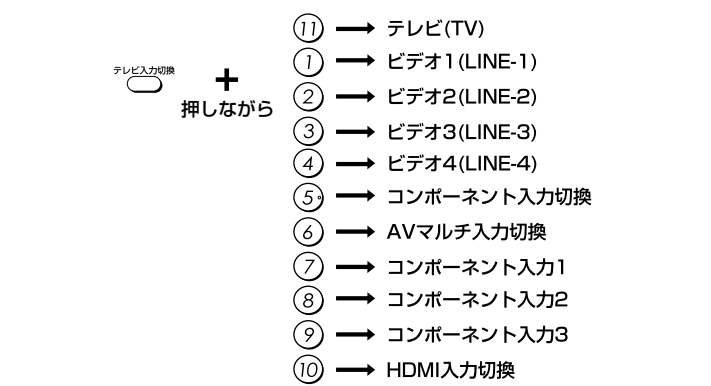 ⑪ → テレビ(TV)
① → ビデオ1(LINE-1)
テレビ入力切換 + 押しながら
② → ビデオ2(LINE-2)
③ → ビデオ3(LINE-3)
④ → ビデオ4(LINE-4)
⑤ → コンポーネント入力切換
⑥ → AVマルチ入力切換
⑦ → コンポーネント入力1
⑧ → コンポーネント入力2
⑨ → コンポーネント入力3
⑩ → HDMI入力切換